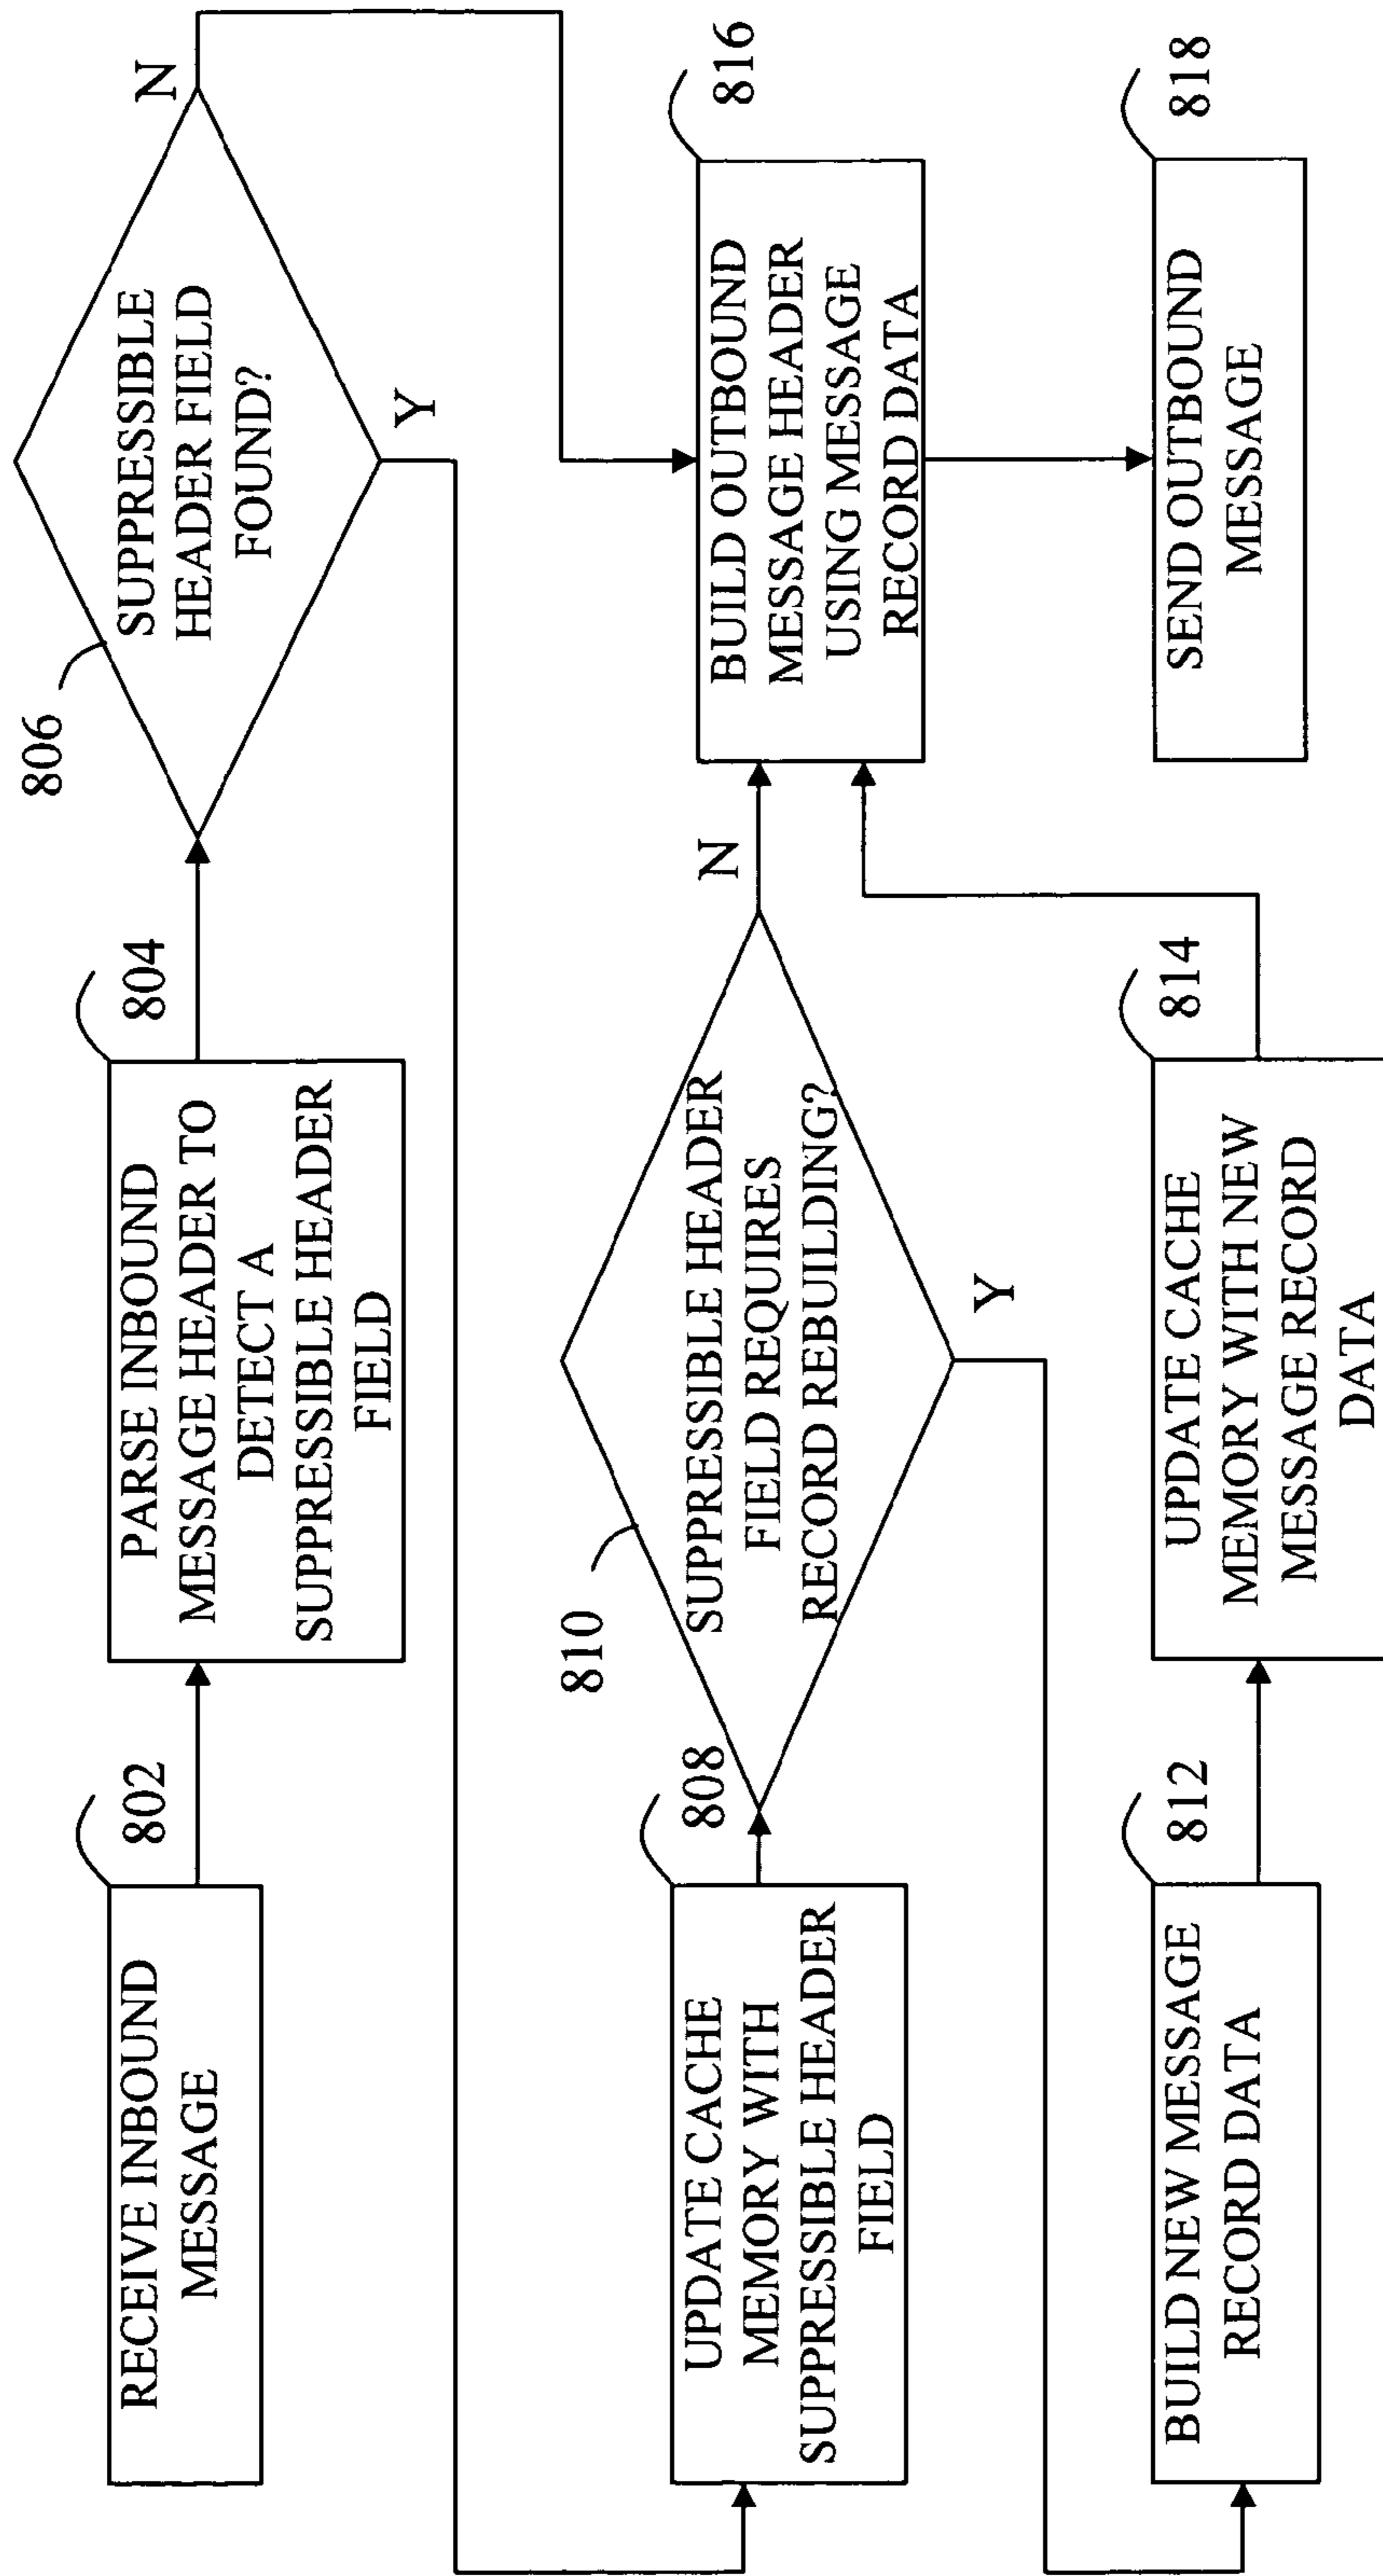 RECEIVE INBOUND
MESSAGE
802
PARSE INBOUND
MESSAGE HEADER TO
DETECT A
SUPPRESSIBLE HEADER
FIELD
804
SUPPRESSIBLE
HEADER FIELD
FOUND?
806
N
Y
UPDATE CACHE
MEMORY WITH
SUPPRESSIBLE HEADER
FIELD
808
SUPPRESSIBLE HEADER
FIELD REQUIRES
RECORD REBUILDING?
810
N
Y
BUILD OUTBOUND
MESSAGE HEADER
USING MESSAGE
RECORD DATA
816
BUILD NEW MESSAGE
RECORD DATA
812
UPDATE CACHE
MEMORY WITH NEW
MESSAGE RECORD
DATA
814
SEND OUTBOUND
MESSAGE
818